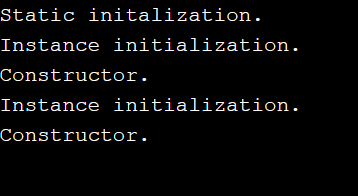 Static initalization.
Instance initialization.
Constructor.
Instance initialization.
Constructor.